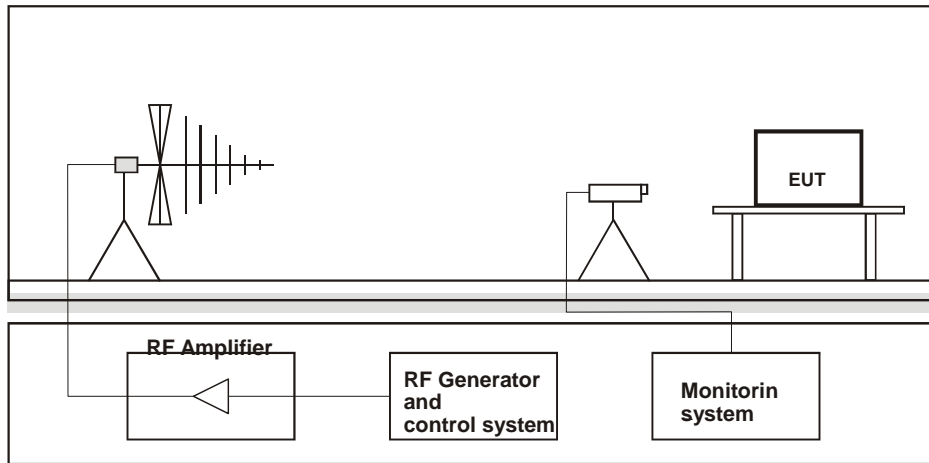 EUT
RF Amplifier
RF Generator
and
control system
Monitorin
system